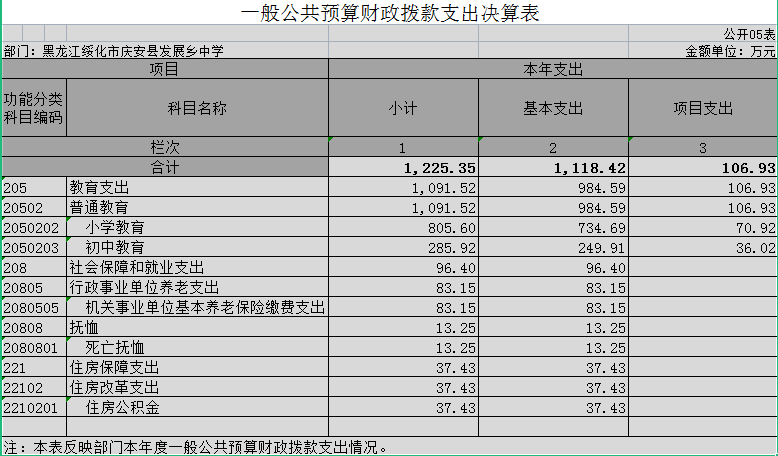 一般公共预算财政拨款支出决算表
公开05表
部门：黑龙江绥化市庆安县发展乡中学 金额单位：万元
项目 本年支出
功能分类科目编码 科目名称 小计 基本支出 项目支出
栏次 1 2 3
合计 1,225.35 1,118.42 106.93
205 教育支出 1,091.52 984.59 106.93
20502 普通教育 1,091.52 984.59 106.93
2050202 小学教育 805.60 734.69 70.92
2050203 初中教育 285.92 249.91 36.02
208 社会保障和就业支出 96.40 96.40
20805 行政事业单位养老支出 83.15 83.15
2080505 机关事业单位基本养老保险缴费支出 83.15 83.15
20808 抚恤 13.25 13.25
2080801 死亡抚恤 13.25 13.25
221 住房保障支出 37.43 37.43
22102 住房改革支出 37.43 37.43
2210201 住房公积金 37.43 37.43
注：本表反映部门本年度一般公共预算财政拨款支出情况。